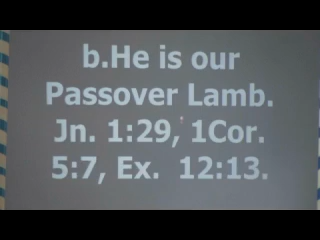 b.He is our
Passover Lamb.
Jn. 1:29, 1Cor.
5:7, Ex. 12:13.